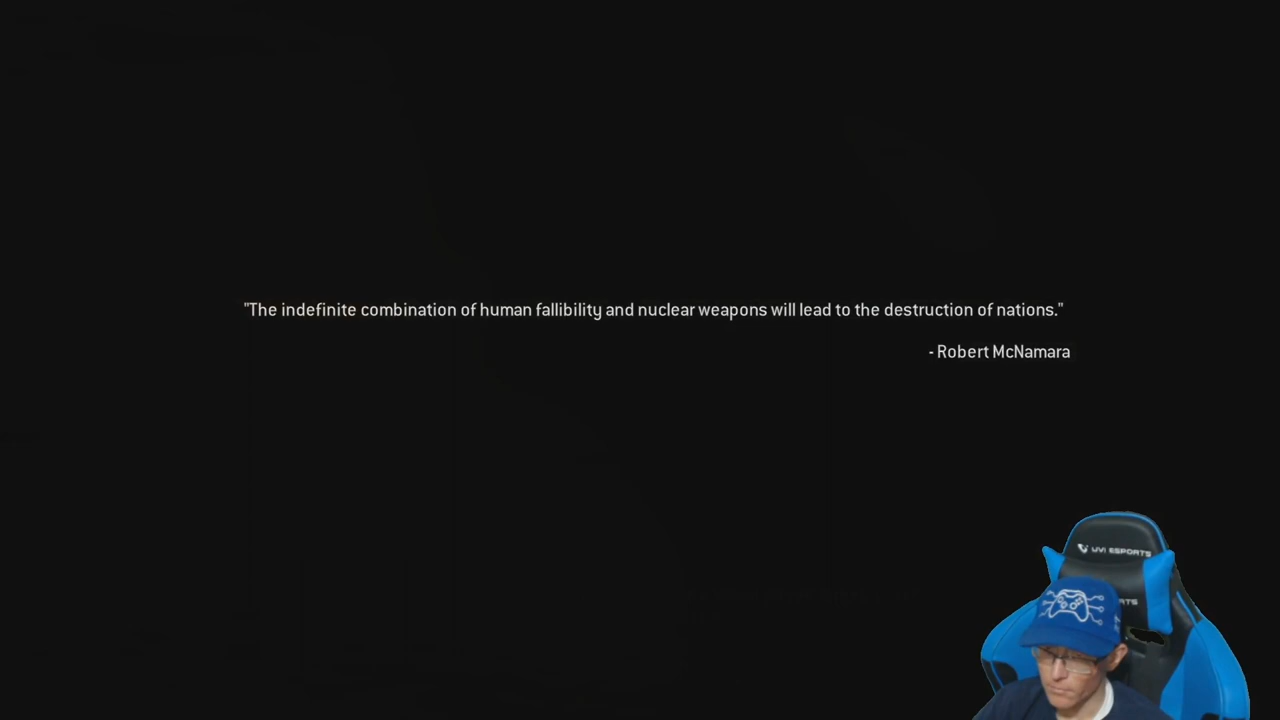 "The indefinite combination of human fallibility and nuclear weapons will lead to the destruction of nations."
- Robert McNamara
UVI ESPORTS
RTS